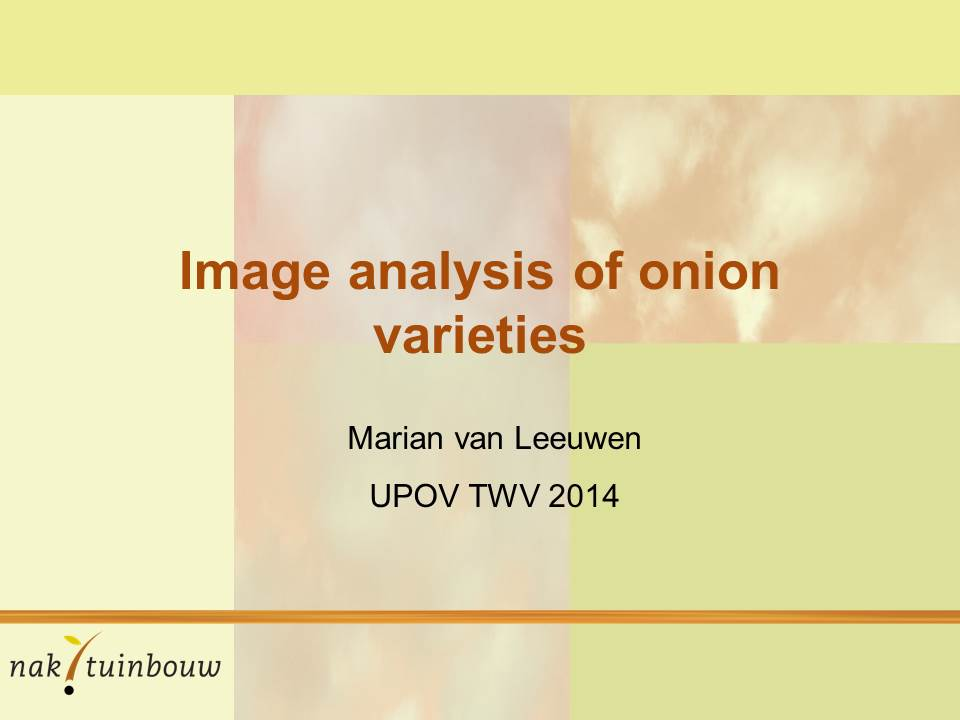 Image analysis of onion
varieties
Marian van Leeuwen
UPOV TWV 2014
nak tuinbouw